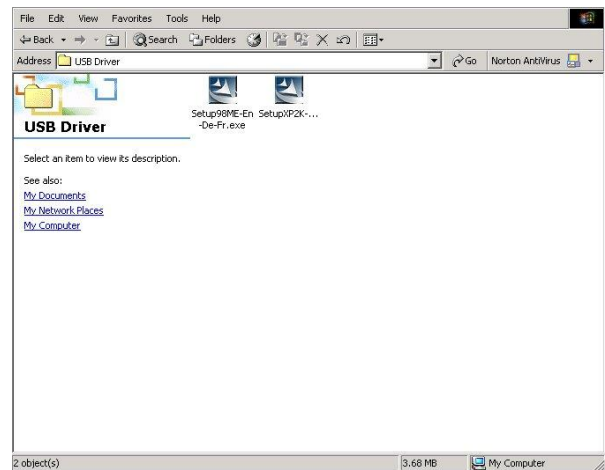 File Edit View Favorites Tools Help
Back Search Folders
Address USB Driver Go Norton AntiVirus
USB Driver
Select an item to view its description.
See also:
My Documents
My Network Places
My Computer
Setup98ME-En
-De-Fr.exe
SetupXP2K-...
2 object(s) 3.68 MB My Computer